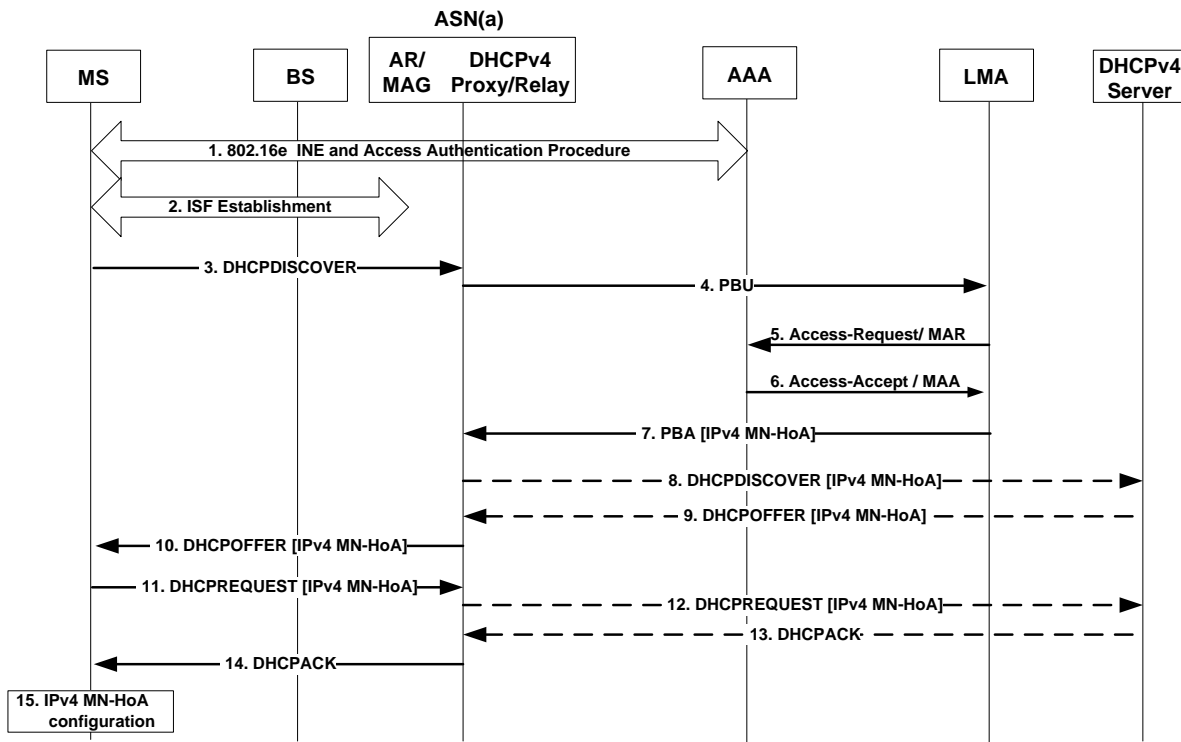 ASN(a)
MS
BS
AR/ DHCPv4
MAG Proxy/Relay
AAA
LMA
DHCPv4
Server
1. 802.16e INE and Access Authentication Procedure
2. ISF Establishment
3. DHCPDISCOVER
4. PBU
5. Access-Request/ MAR
6. Access-Accept / MAA
7. PBA [IPv4 MN-HoA]
8. DHCPDISCOVER [IPv4 MN-HoA]
9. DHCPOFFER [IPv4 MN-HoA]
10. DHCPOFFER [IPv4 MN-HoA]
11. DHCPREQUEST [IPv4 MN-HoA]
12. DHCPREQUEST [IPv4 MN-HoA]
13. DHCPACK
14. DHCPACK
15. IPv4 MN-HoA
configuration